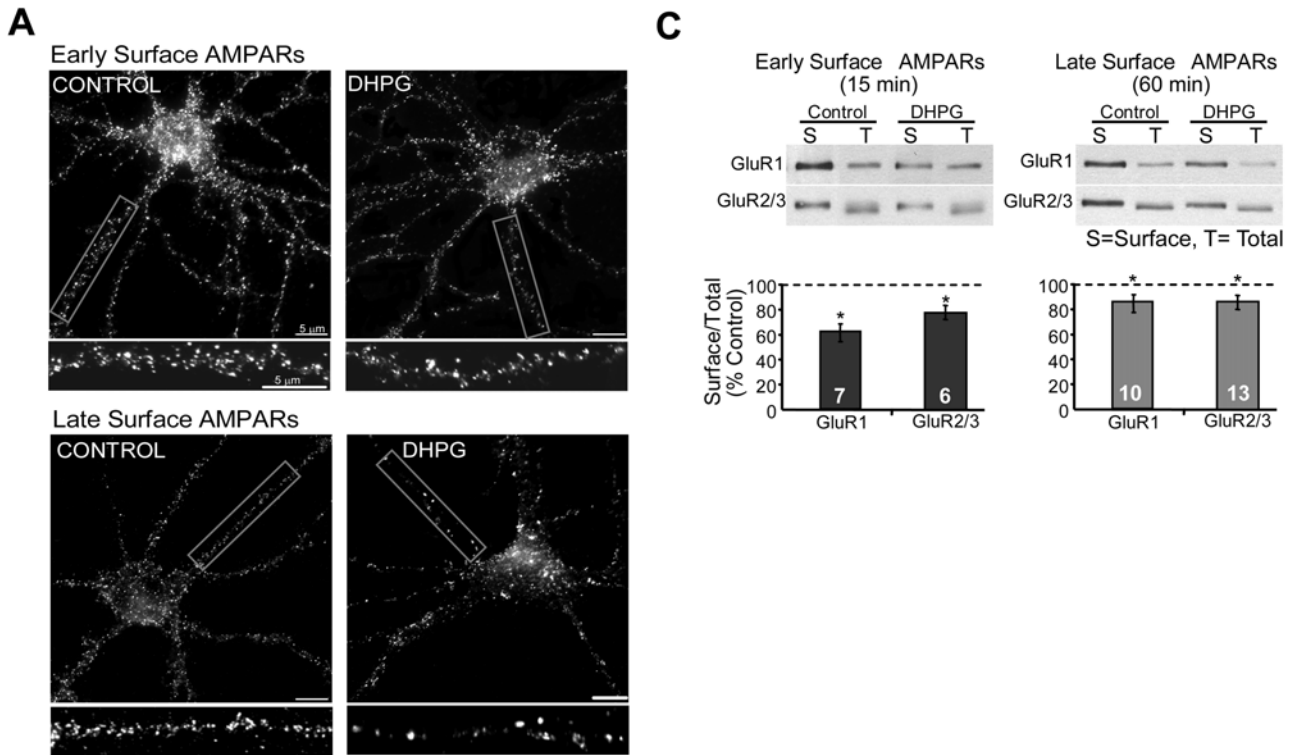 A
Early Surface AMPARs
CONTROL
DHPG
5 µm
5 µm
Late Surface AMPARs
CONTROL
DHPG
C
Early Surface AMPARs
(15 min)
Late Surface AMPARs
(60 min)
Control DHPG
S T S T
GluR1
GluR2/3
Control DHPG
S T S T
GluR1
GluR2/3
S=Surface, T= Total
Surface/Total
(% Control)
100
80
60
40
20
0
* *
7 6
GluR1 GluR2/3
100
80
60
40
20
0
* *
10 13
GluR1 GluR2/3